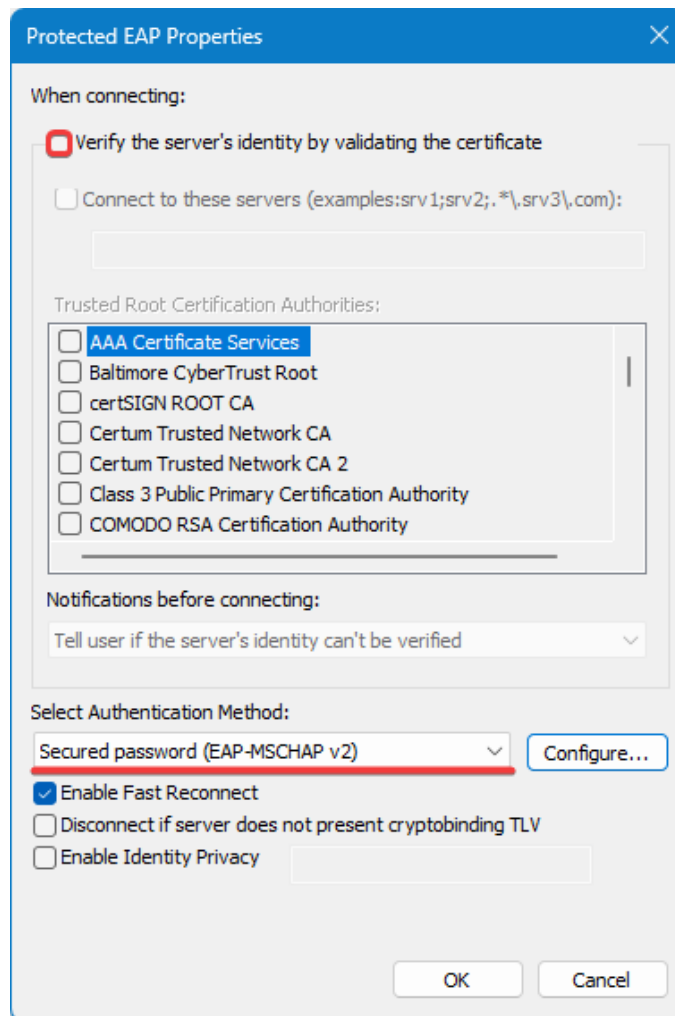 Protected EAP Properties
When connecting:
Verify the server's identity by validating the certificate
Connect to these servers (examples:srv1;srv2;.*\.srv3\.com):
Trusted Root Certification Authorities:
AAA Certificate Services
Baltimore CyberTrust Root
certSIGN ROOT CA
Certum Trusted Network CA
Certum Trusted Network CA 2
Class 3 Public Primary Certification Authority
COMODO RSA Certification Authority
Notifications before connecting:
Tell user if the server's identity can't be verified
Select Authentication Method:
Secured password (EAP-MSCHAP v2)
Configure...
Enable Fast Reconnect
Disconnect if server does not present cryptobinding TLV
Enable Identity Privacy
OK
Cancel